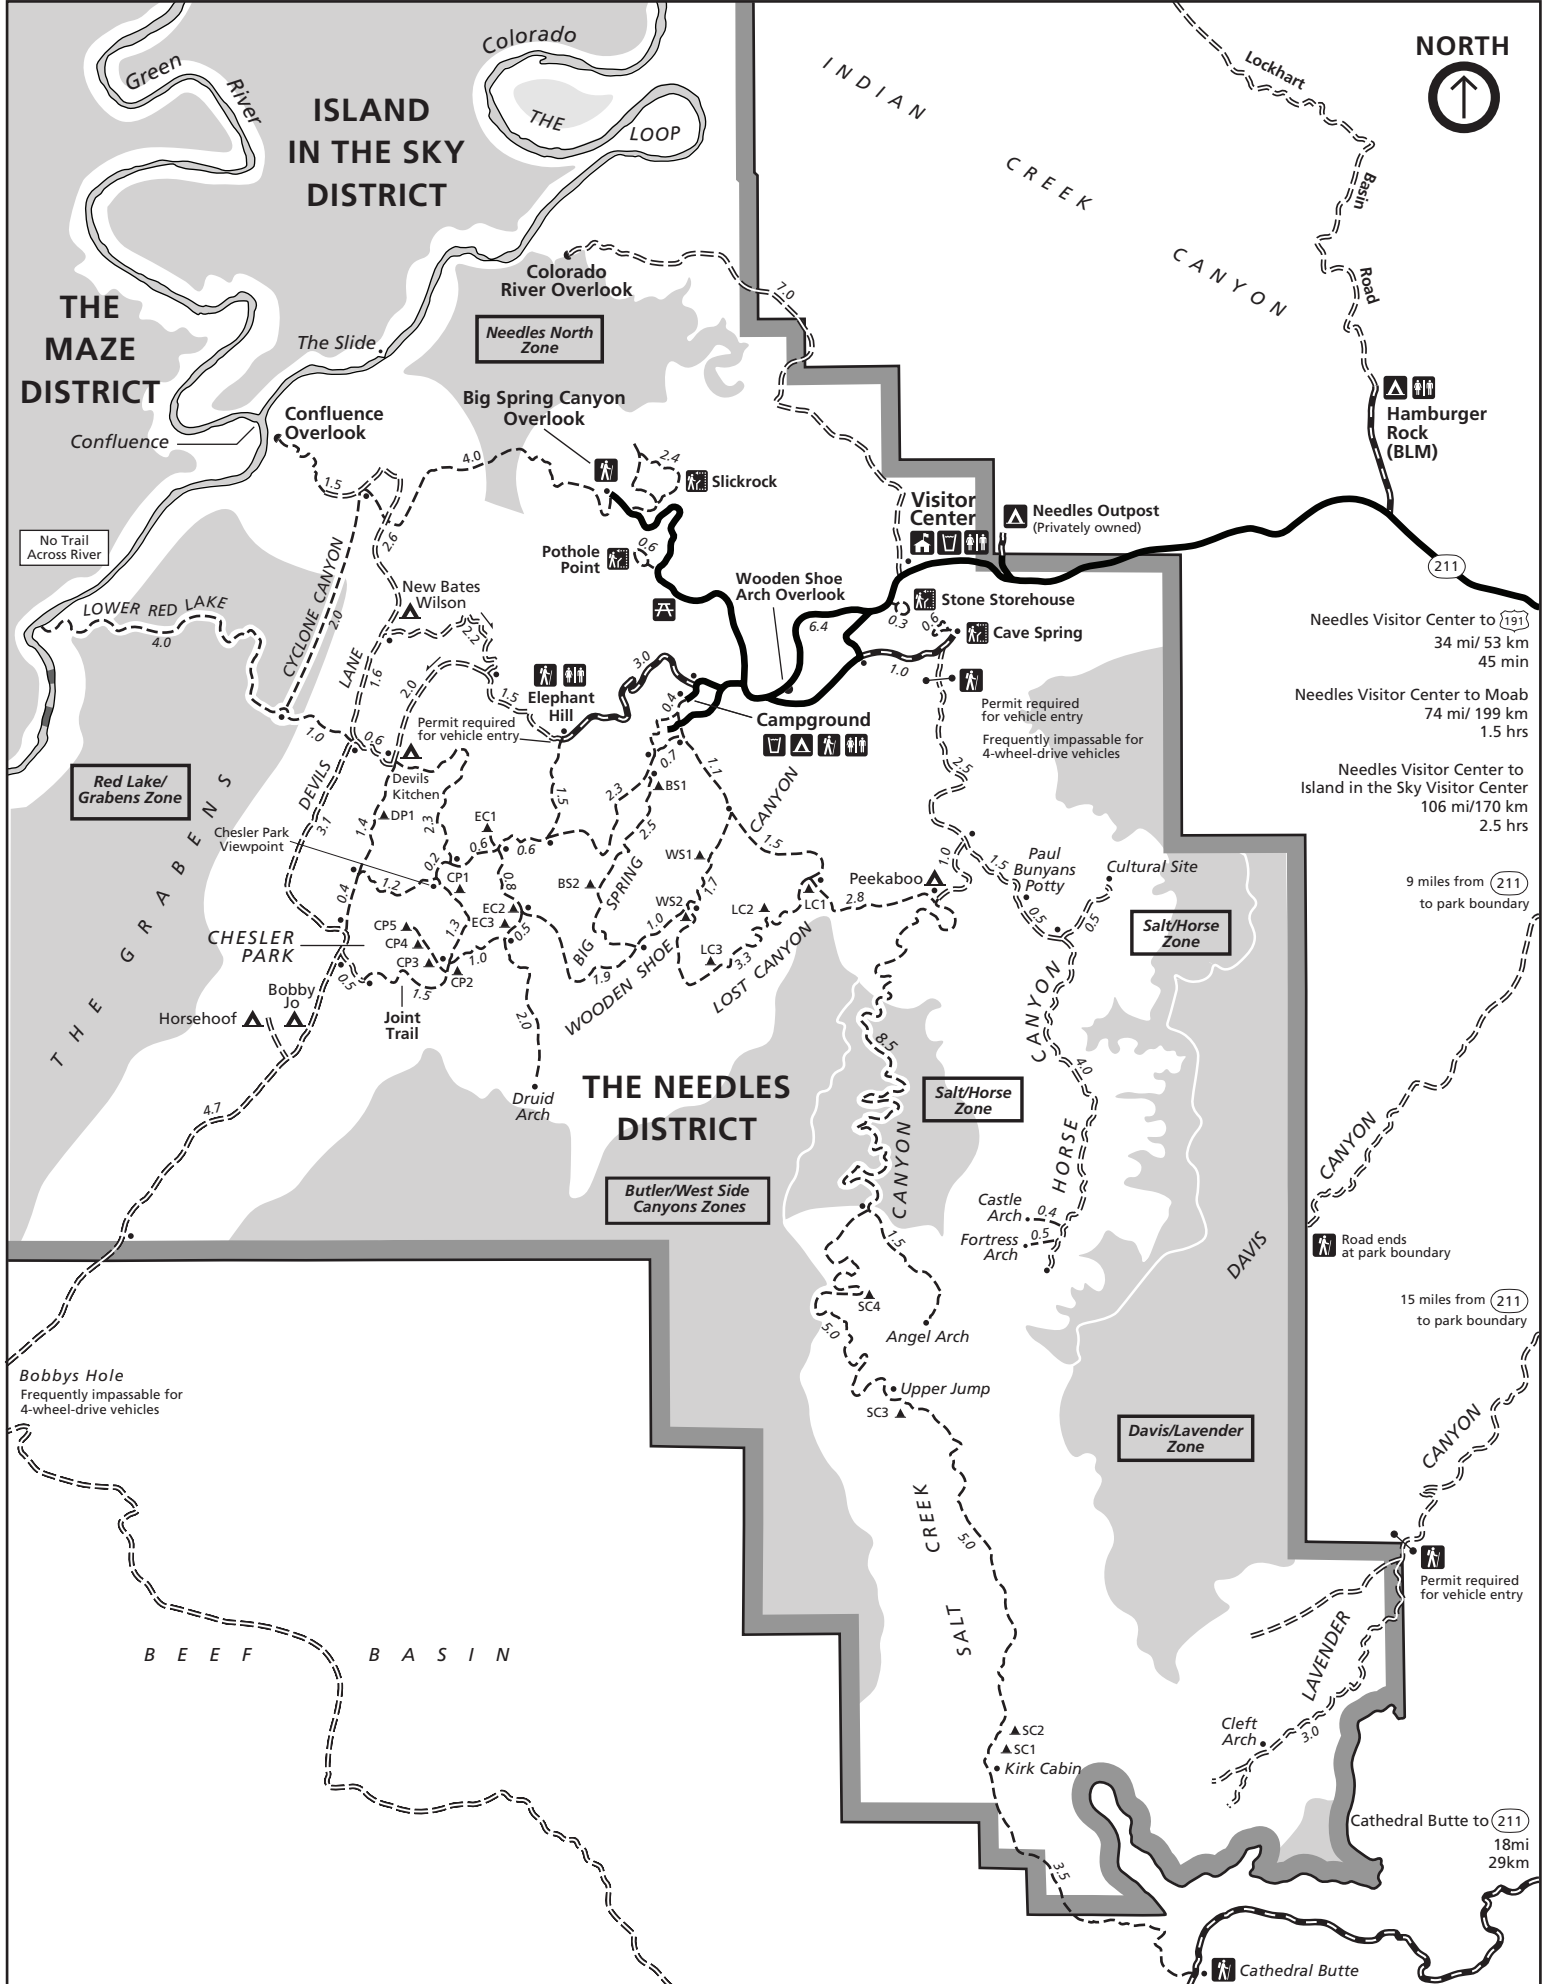 NORTH
Green
River
Colorado
THE
LOOP
ISLAND
IN THE SKY
DISTRICT
INDIAN
CREEK
CANYON
Lockhart
Basin
Road
THE
MAZE
DISTRICT
The Slide
Colorado
River Overlook
7.0
Needles North
Zone
Big Spring Canyon
Overlook
Confluence
Overlook
Confluence
Hamburger
Rock
(BLM)
4.0
2.4
Slickrock
1.5
Visitor
Center
Needles Outpost
(Privately owned)
No Trail
Across River
2.6
0.6
Pothole
Point
Wooden Shoe
Arch Overlook
211
CYCLONE CANYON
2.0
New Bates
Wilson
LOWER RED LAKE
4.0
Stone Storehouse
0.3
0.6
Cave Spring
6.4
1.0
Needles Visitor Center to 191
34 mi/ 53 km
45 min
Needles Visitor Center to Moab
74 mi/ 199 km
1.5 hrs
Needles Visitor Center to
Island in the Sky Visitor Center
106 mi/170 km
2.5 hrs
2.2
LANE
1.6
2.0
1.5
3.0
Elephant
Hill
0.4
Campground
Permit required
for vehicle entry
Permit required
for vehicle entry
Frequently impassable for
4-wheel-drive vehicles
1.0
0.6
Devils
Kitchen
Red Lake/
Grabens Zone
DEVILS
3.1
DP1
1.4
2.3
EC1
1.5
2.3
0.7
BS1
1.1
2.5
CANYON
2.5
Chesler Park
Viewpoint
0.2
0.6
0.6
WS1
1.5
1.0
1.5
Paul
Bunyans
Potty
Cultural Site
0.5
0.5
9 miles from 211
to park boundary
THE GRABENS
0.4
1.2
CP1
0.8
BS2
SPRING
1.7
WS2
LC2
LC1
2.8
Peekaboo
CHESLER
PARK
CP5
CP4
CP3
CP2
1.3
EC2
EC3
0.5
1.0
BIG
1.0
1.9
WOODEN SHOE
LC3
3.3
LOST CANYON
Salt/Horse
Zone
0.5
1.5
Joint
Trail
Bobby
Jo
Horsehoof
2.0
8.5
CANYON
4.0
Druid
Arch
THE NEEDLES
DISTRICT
Salt/Horse
Zone
4.7
CANYON
HORSE
CANYON
Butler/West Side
Canyons Zones
Castle
Arch
0.4
Fortress
Arch
0.5
1.5
DAVIS
Road ends
at park boundary
SC4
5.0
Angel Arch
15 miles from 211
to park boundary
Bobbys Hole
Frequently impassable for
4-wheel-drive vehicles
Upper Jump
SC3
Davis/Lavender
Zone
CANYON
CREEK
5.0
Permit required
for vehicle entry
BEEF BASIN
SALT
LAVENDER
SC2
SC1
Kirk Cabin
Cleft
Arch
3.0
Cathedral Butte to 211
18mi
29km
3.5
Cathedral Butte